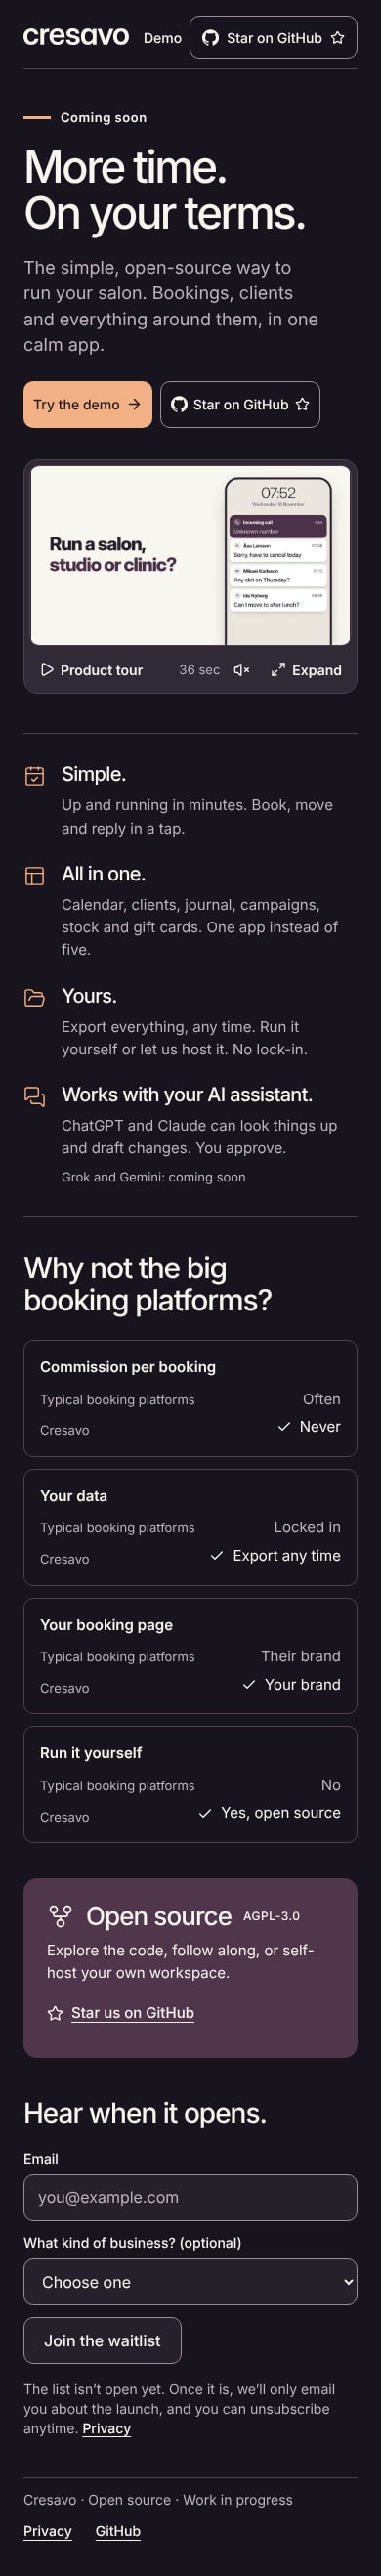 cresavo Demo Star on GitHub
Coming soon
More time.
On your terms.
The simple, open-source way to
run your salon. Bookings, clients
and everything around them, in one
calm app.
Try the demo Star on GitHub
07:52
Wednesday 18 November
Incoming call now
Unknown number
Run a salon,
studio or clinic?
Åse Larssen 07:48
Sorry, have to cancel today
Mikael Karlsson
Any slot on Thursday?
Ida Nyberg
Can I move to after lunch?
Product tour 36 sec Expand
Simple.
Up and running in minutes. Book, move
and reply in a tap.
All in one.
Calendar, clients, journal, campaigns,
stock and gift cards. One app instead of
five.
Yours.
Export everything, any time. Run it
yourself or let us host it. No lock-in.
Works with your AI assistant.
ChatGPT and Claude can look things up
and draft changes. You approve.
Grok and Gemini: coming soon
Why not the big
booking platforms?
Commission per booking
Typical booking platforms Often
Cresavo Never
Your data
Typical booking platforms Locked in
Cresavo Export any time
Your booking page
Typical booking platforms Their brand
Cresavo Your brand
Run it yourself
Typical booking platforms No
Cresavo Yes, open source
Open source AGPL-3.0
Explore the code, follow along, or self-
host your own workspace.
Star us on GitHub
Hear when it opens.
Email
you@example.com
What kind of business? (optional)
Choose one
Join the waitlist
The list isn’t open yet. Once it is, we’ll only email
you about the launch, and you can unsubscribe
anytime. Privacy
Cresavo · Open source · Work in progress
Privacy GitHub